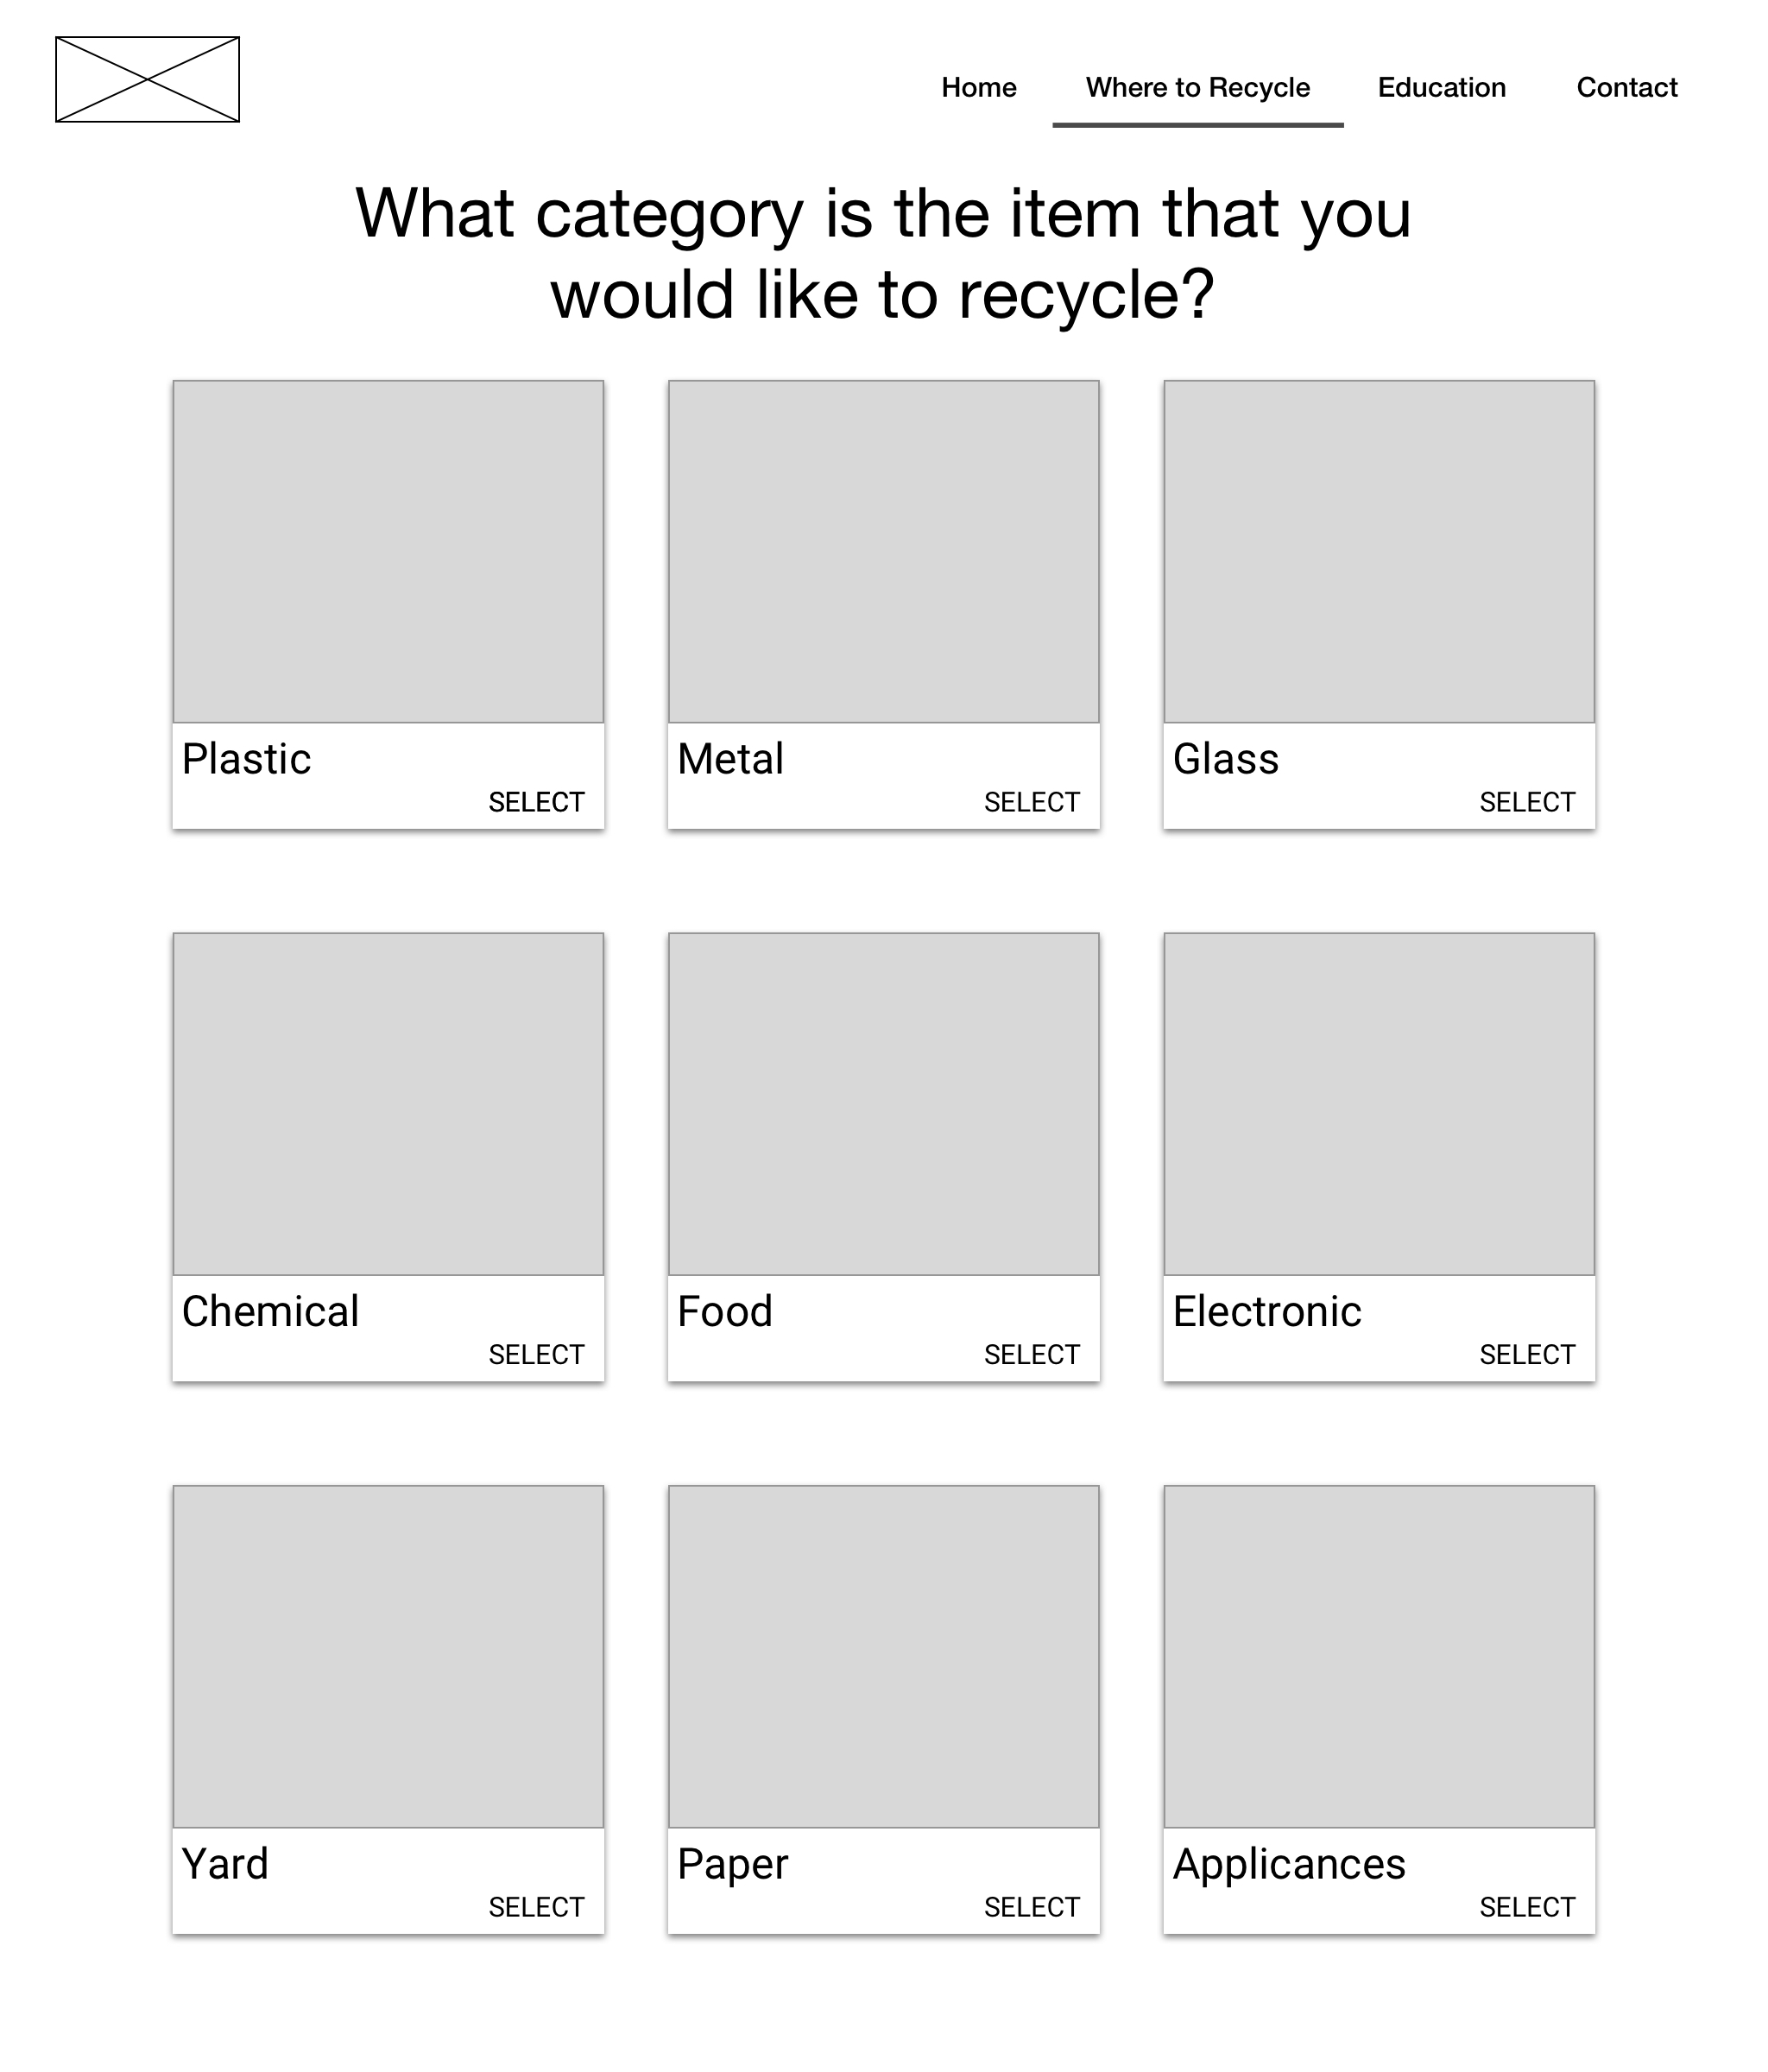 Home Where to Recycle Education Contact
What category is the item that you
would like to recycle?
Plastic
SELECT
Metal
SELECT
Glass
SELECT
Chemical
SELECT
Food
SELECT
Electronic
SELECT
Yard
SELECT
Paper
SELECT
Applicances
SELECT